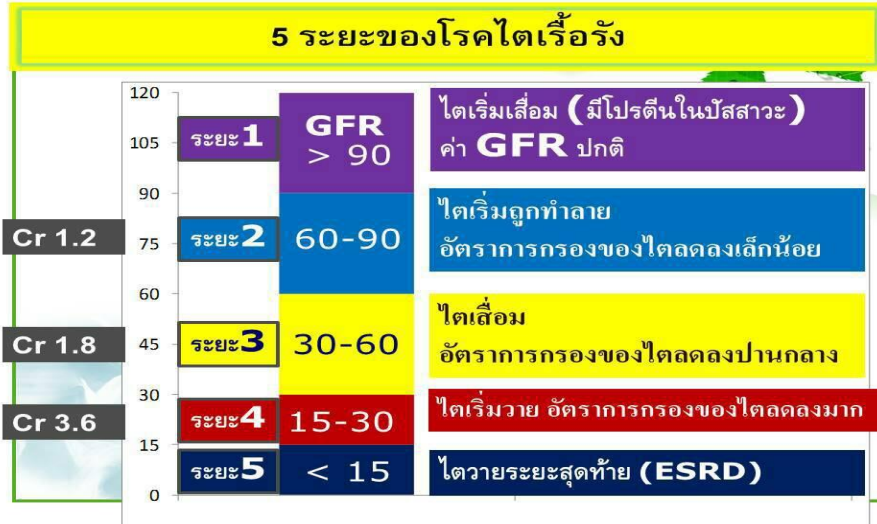 5 ระยะของโรคไตเรื้อรัง
120
105
90
75
60
45
30
15
0
ระยะ1
GFR
> 90
ไตเริ่มเสื่อม (มีโปรตีนในปัสสาวะ)
ค่า GFR ปกติ
Cr 1.2
ระยะ2
60-90
ไตเริ่มถูกทำลาย
อัตราการกรองของไตลดลงเล็กน้อย
Cr 1.8
ระยะ3
30-60
ไตเสื่อม
อัตราการกรองของไตลดลงปานกลาง
Cr 3.6
ระยะ4
15-30
ไตเริ่มวาย อัตราการกรองของไตลดลงมาก
ระยะ5
< 15
ไตวายระยะสุดท้าย (ESRD)